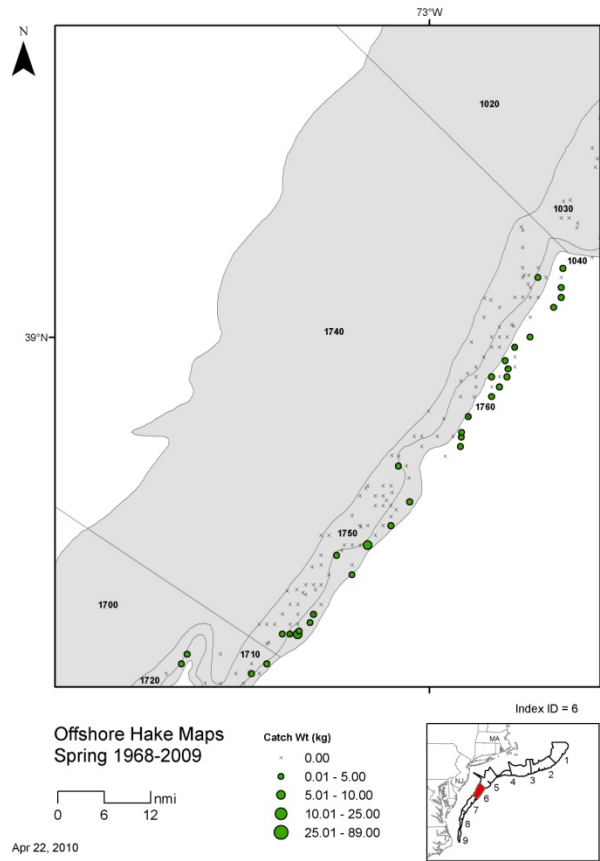 N
73°W
1020
1030
1040
1740
39°N
1760
1750
1700
1710
1720
Index ID = 6
Offshore Hake Maps
Spring 1968-2009
0 6 12 nmi
Catch Wt (kg)
0.00
0.01 - 5.00
5.01 - 10.00
10.01 - 25.00
25.01 - 89.00
MA
NJ
1
2
3
4
5
6
7
8
9
Apr 22, 2010